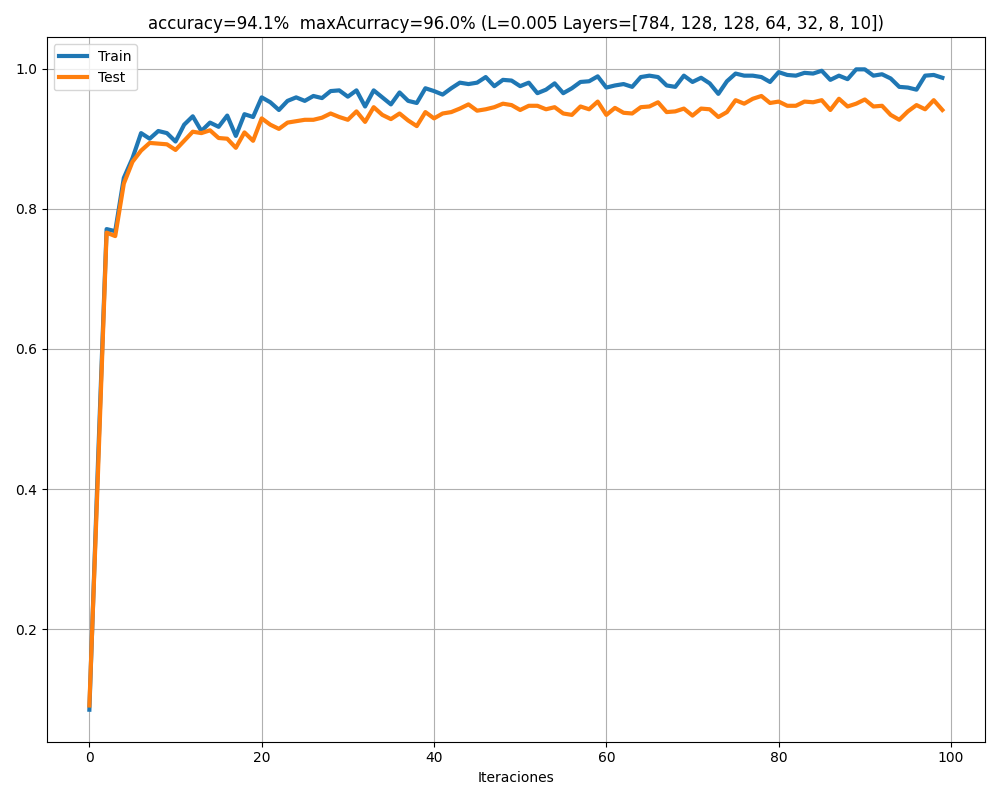 accuracy=94.1%  maxAcurracy=96.0% (L=0.005 Layers=[784, 128, 128, 64, 32, 8, 10])
Train
Test
1.0
0.8
0.6
0.4
0.2
0 20 40 60 80 100
Iteraciones